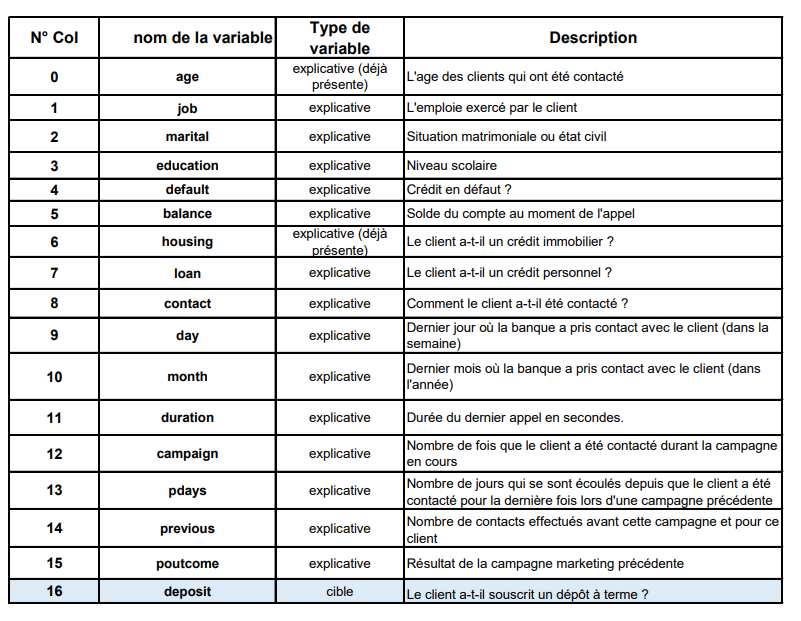 N° Col nom de la variable Type de variable Description
0 age explicative (déjà présente) L'age des clients qui ont été contacté
1 job explicative L'emploie exercé par le client
2 marital explicative Situation matrimoniale ou état civil
3 education explicative Niveau scolaire
4 default explicative Crédit en défaut ?
5 balance explicative Solde du compte au moment de l'appel
6 housing explicative (déjà présente) Le client a-t-il un crédit immobilier ?
7 loan explicative Le client a-t-il un crédit personnel ?
8 contact explicative Comment le client a-t-il été contacté ?
9 day explicative Dernier jour où la banque a pris contact avec le client (dans la
semaine)
10 month explicative Dernier mois où la banque a pris contact avec le client (dans
l'année)
11 duration explicative Durée du dernier appel en secondes.
12 campaign explicative Nombre de fois que le client a été contacté durant la campagne
en cours
13 pdays explicative Nombre de jours qui se sont écoulés depuis que le client a été
contacté pour la dernière fois lors d'une campagne précédente
14 previous explicative Nombre de contacts effectués avant cette campagne et pour ce
client
15 poutcome explicative Résultat de la campagne marketing précédente
16 deposit cible Le client a-t-il souscrit un dépôt à terme ?